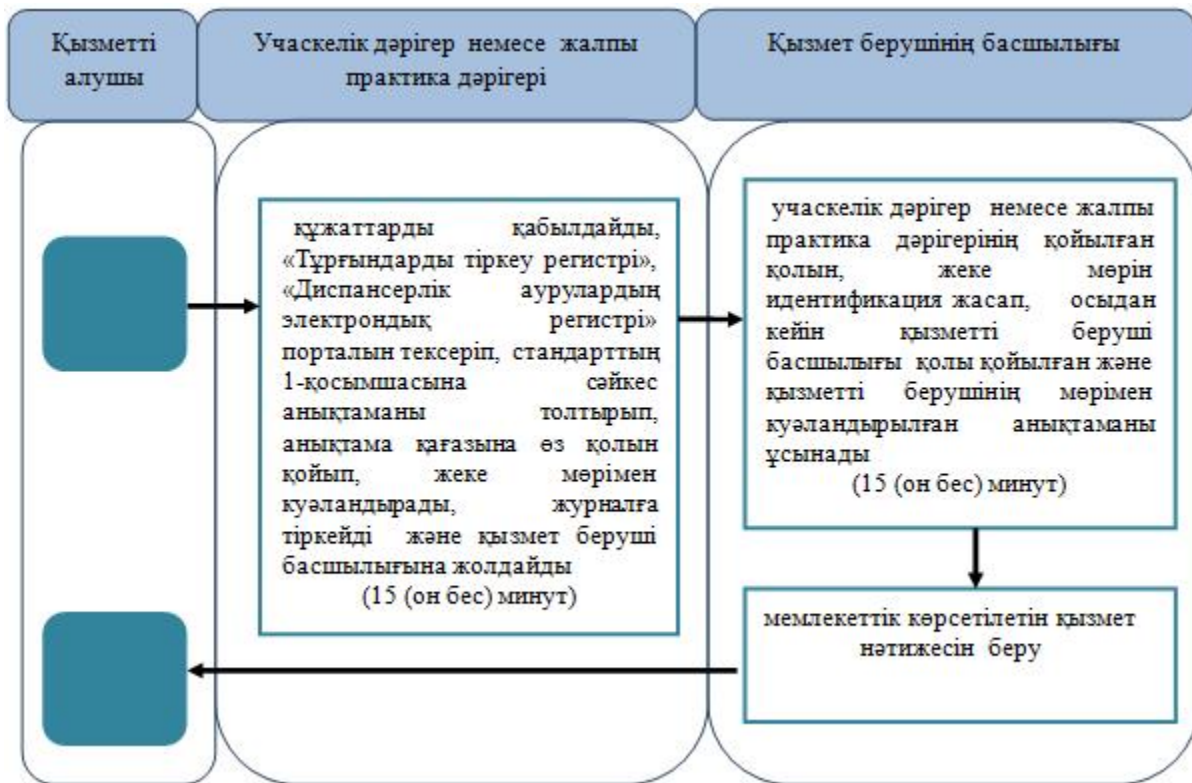 Қызметті
алушы
Учаскелік дәрігер немесе жалпы
практика дәрігері
Қызмет берушінің басшылығы
құжаттарды қабылдайды,
«Тұрғындарды тіркеу регистрі»,
«Диспансерлік аурулардың
электрондық регистрі»
порталын тексеріп, стандарттың
1-қосымшасына сәйкес
анықтаманы толтырып,
анықтама қағазына өз қолын
қойып, жеке мөрімен
куәландырады, журналға
тіркейді және қызмет беруші
басшылығына жолдайды
(15 (он бес) минут)
учаскелік дәрігер немесе жалпы
практика дәрігерінің қойылған
қолын, жеке мөрін
идентификация жасап, осыдан
кейін қызметті беруші
басшылығы қолы қойылған және
қызметті берушінің мөрімен
куәландырылған анықтаманы
ұсынады
(15 (он бес) минут)
мемлекеттік көрсетілетін қызмет
нәтижесін беру